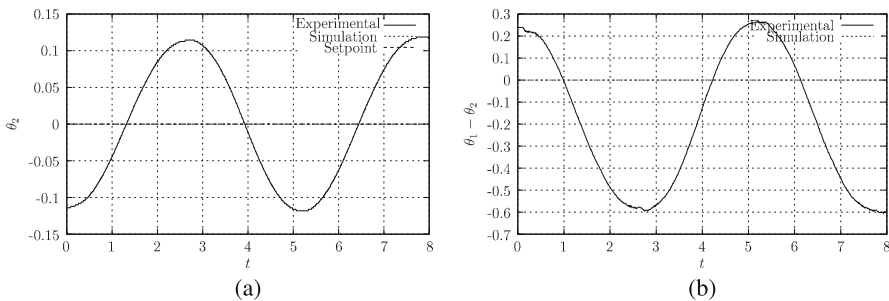 0.15
0.1
0.05
0
-0.05
-0.1
-0.15
θ2
Experimental
Simulation
Setpoint
0 1 2 3 4 5 6 7 8
t
(a)
0.3
0.2
0.1
0
-0.1
-0.2
-0.3
-0.4
-0.5
-0.6
-0.7
θ1 − θ2
Experimental
Simulation
0 1 2 3 4 5 6 7 8
t
(b)